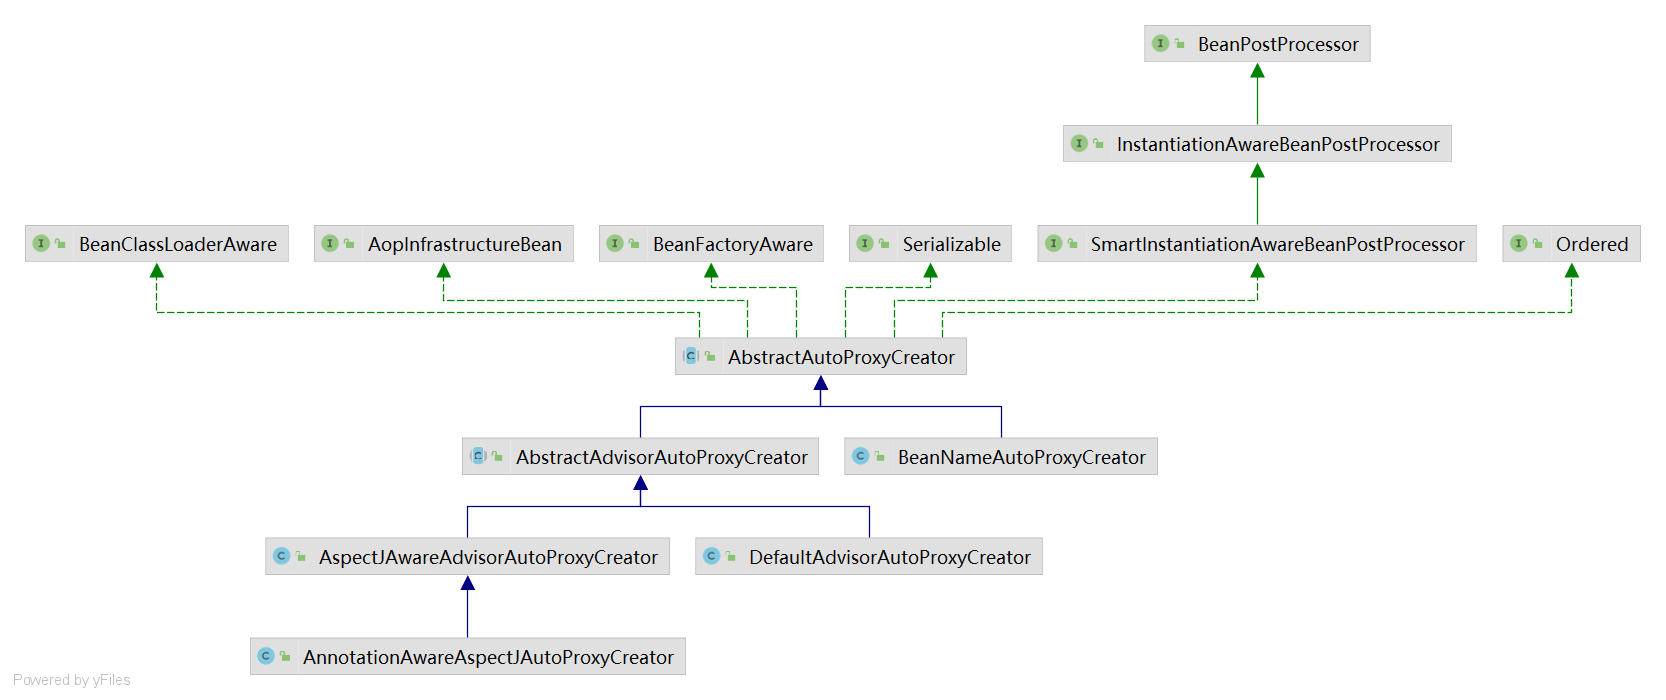 BeanPostProcessor
InstantiationAwareBeanPostProcessor
BeanClassLoaderAware
AopInfrastructureBean
BeanFactoryAware
Serializable
SmartInstantiationAwareBeanPostProcessor
Ordered
AbstractAutoProxyCreator
AbstractAdvisorAutoProxyCreator
BeanNameAutoProxyCreator
AspectJAwareAdvisorAutoProxyCreator
DefaultAdvisorAutoProxyCreator
AnnotationAwareAspectJAutoProxyCreator
Powered by yFiles